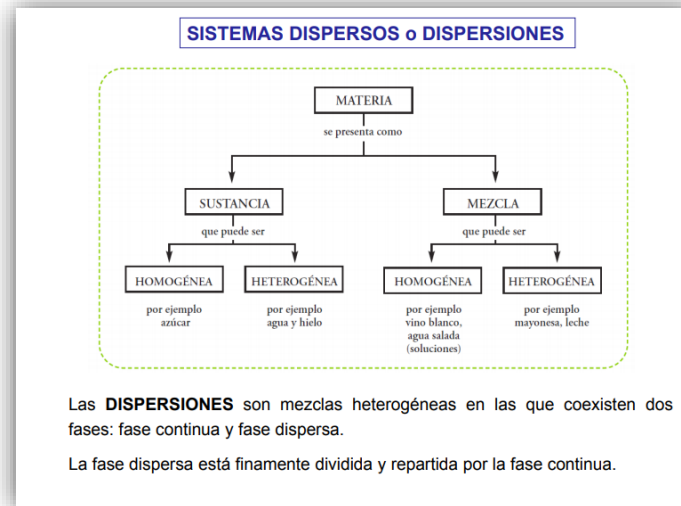 SISTEMAS DISPERSOS o DISPERSIONES
MATERIA
se presenta como
SUSTANCIA
MEZCLA
que puede ser
que puede ser
HOMOGÉNEA
HETEROGÉNEA
HOMOGÉNEA
HETEROGÉNEA
por ejemplo
azúcar
por ejemplo
agua y hielo
por ejemplo
vino blanco,
agua salada
(soluciones)
por ejemplo
mayonesa, leche
Las DISPERSIONES son mezclas heterogéneas en las que coexisten dos
fases: fase continua y fase dispersa.
La fase dispersa está finamente dividida y repartida por la fase continua.